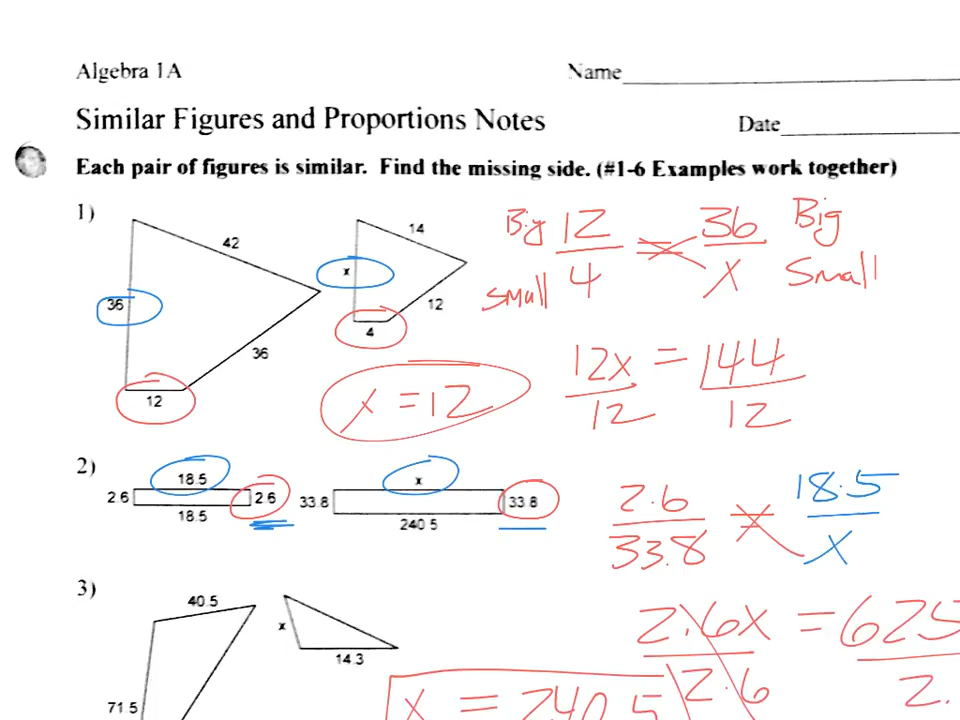 Algebra 1A
Name
Similar Figures and Proportions Notes
Date
Each pair of figures is similar. Find the missing side. (#1-6 Examples work together)
1)
42
36
36
12
14
x
12
4
Big 12 = 36 Big
small 4 x Small
12x = 144
12 12
x = 12
2)
18.5
2.6
2.6
18.5
x
33.8
33.8
240 5
2.6 = 18.5
33.8 x
3)
40.5
71 5
x
14.3
2.6x = 625
2.6 2.
x = 240.5